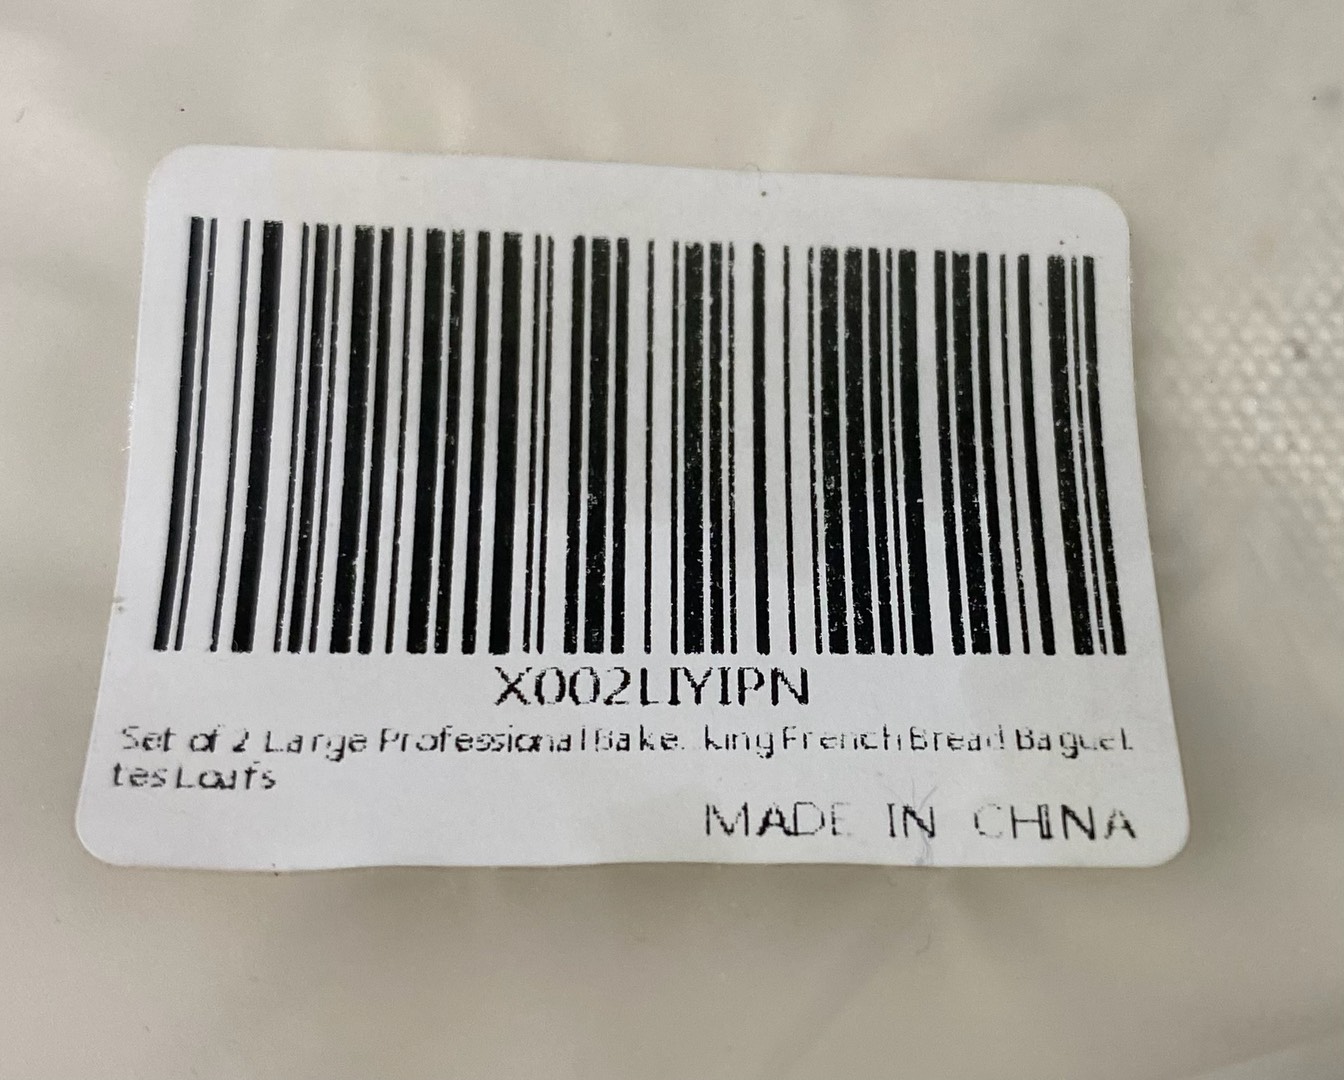 X002LIYIPN
Set of 2 Large Professional Bake. king French Bread Baguet
tes Loafs
MADE IN CHINA